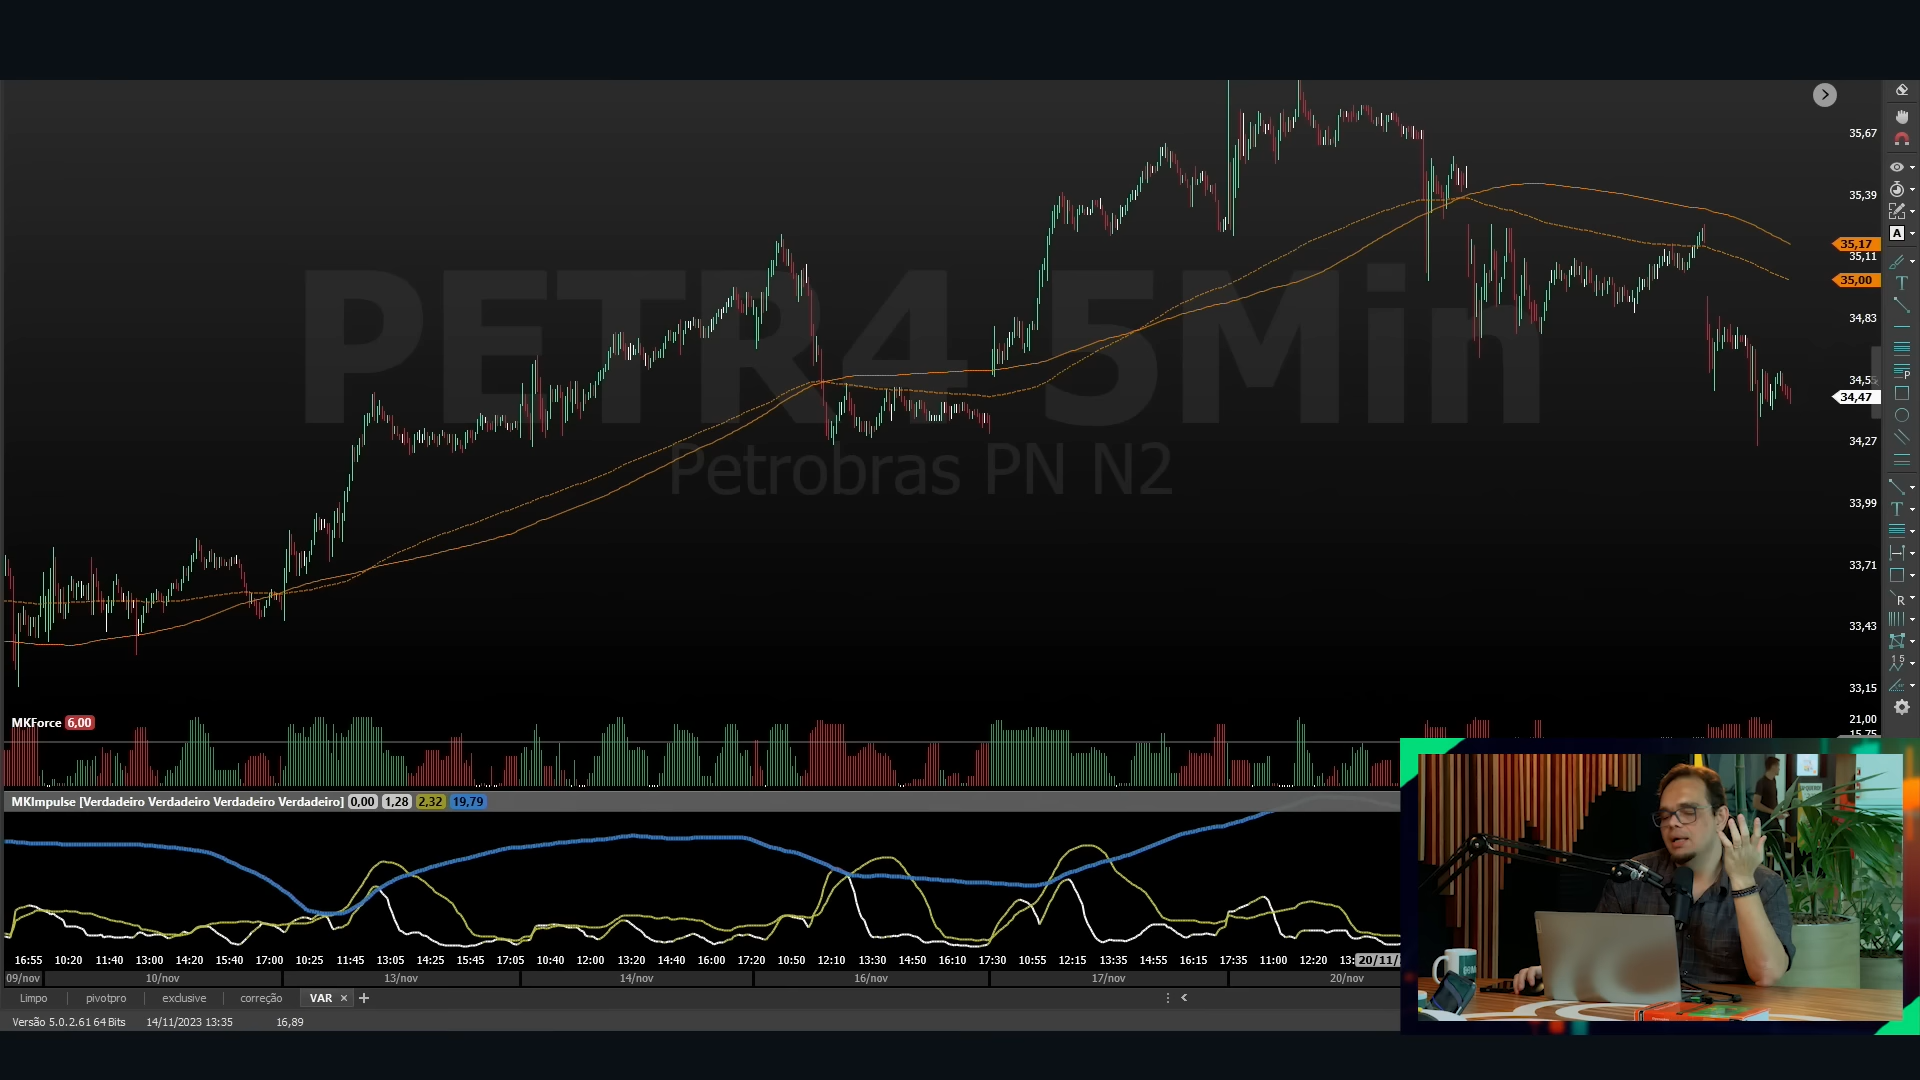 PETR4 5Min
Petrobras PN N2
35,67
35,39
35,17
35,11
35,00
34,83
34,5
34,47
34,27
33,99
33,71
33,43
33,15
MKForce 6,00
21,00
15,75
MKImpulse [Verdadeiro Verdadeiro Verdadeiro Verdadeiro] 0,00 1,28 2,32 19,79
16:55 10:20 11:40 13:00 14:20 15:40 17:00 10:25 11:45 13:05 14:25 15:45 17:05 10:40 12:00 13:20 14:40 16:00 17:20 10:50 12:10 13:30 14:50 16:10 17:30 10:55 12:15 13:35 14:55 16:15 17:35 11:00 12:20 13: 20/11/
09/nov 10/nov 13/nov 14/nov 16/nov 17/nov 20/nov
Limpo pivotpro exclusive correção VAR × +
Versão 5.0.2.61 64 Bits 14/11/2023 13:35 16,89
A
T
P
T
R
1 5